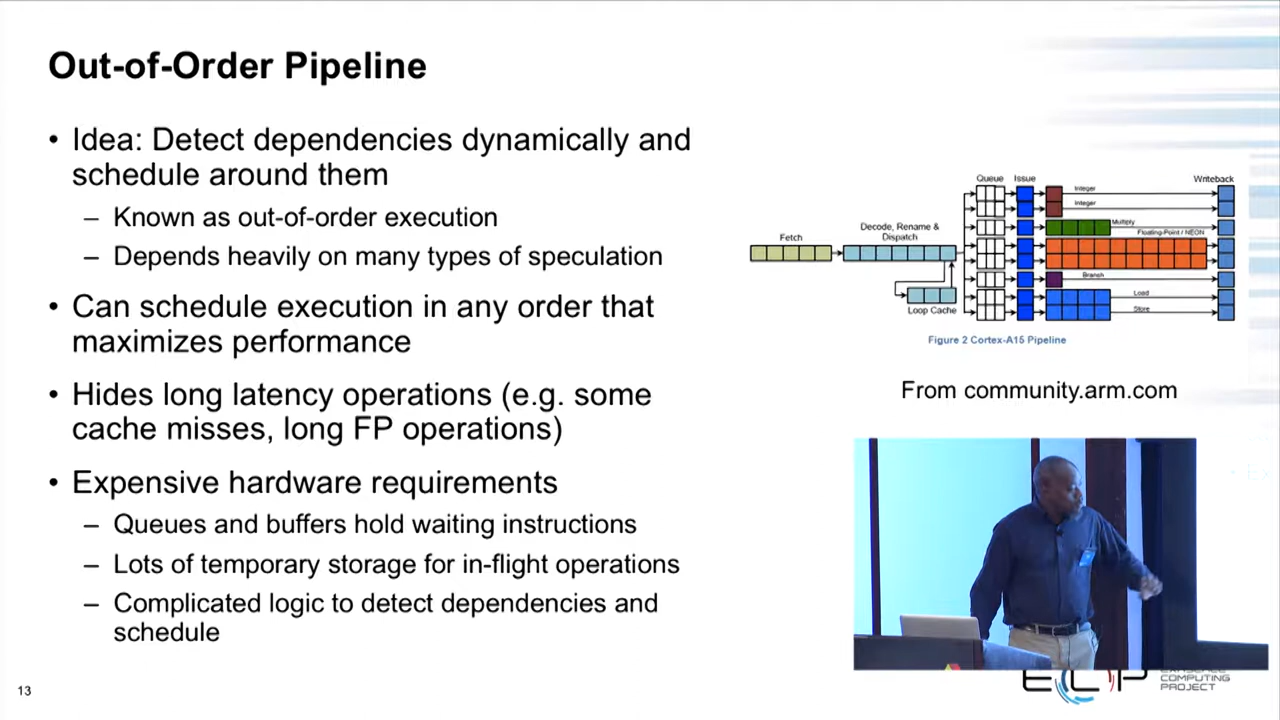 Out-of-Order Pipeline
• Idea: Detect dependencies dynamically and
schedule around them
– Known as out-of-order execution
– Depends heavily on many types of speculation
• Can schedule execution in any order that
maximizes performance
• Hides long latency operations (e.g. some
cache misses, long FP operations)
• Expensive hardware requirements
– Queues and buffers hold waiting instructions
– Lots of temporary storage for in-flight operations
– Complicated logic to detect dependencies and
schedule
Queue Issue Writeback
Integer
Integer
Multiply
Floating-Point / NEON
Branch
Load
Store
Fetch
Decode, Rename &
Dispatch
Loop Cache
Figure 2 Cortex-A15 Pipeline
From community.arm.com
13
ECP
EXASCALE
COMPUTING
PROJECT